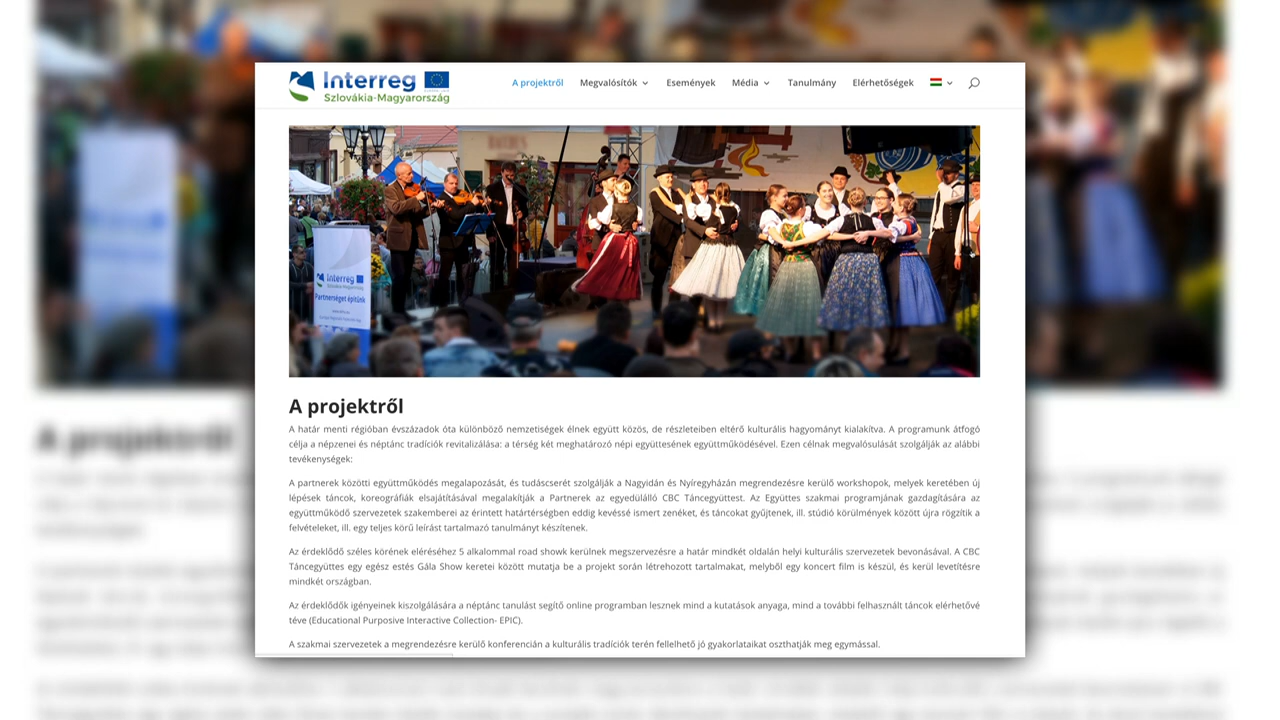 Interreg
Szlovákia-Magyarország
A projektről Megvalósítók Események Média Tanulmány Elérhetőségek
Interreg
Partnerséget építünk
A projektről
A határ menti régióban évszázadok óta különböző nemzetiségek élnek együtt közös, de részleteiben eltérő kulturális hagyományt kialakítva. A programunk átfogó
célja a népzenei és néptánc tradíciók revitalizálása: a térség két meghatározó népi együttesének együttműködésével. Ezen célnak megvalósulását szolgálják az alábbi
tevékenységek:
A partnerek közötti együttműködés megalapozását, és tudáscserét szolgálják a Nagyidán és Nyíregyházán megrendezésre kerülő workshopok, melyek keretében új
lépések táncok, koreográfiák elsajátításával megalakítják a Partnerek az egyedülálló CBC Táncegyüttest. Az Együttes szakmai programjának gazdagítására az
együttműködő szervezetek szakemberei az érintett határtérségben eddig kevéssé ismert zenéket, és táncokat gyűjtenek, ill. stúdió körülmények között újra rögzítik a
felvételeket, ill. egy teljes körű leírást tartalmazó tanulmányt készítenek.
Az érdeklődő széles körének eléréséhez 5 alkalommal road showk kerülnek megszervezésre a határ mindkét oldalán helyi kulturális szervezetek bevonásával. A CBC
Táncegyüttes egy egész estés Gála Show keretei között mutatja be a projekt során létrehozott tartalmakat, melyből egy koncert film is készül, és kerül levetítésre
mindkét országban.
Az érdeklődők igényeinek kiszolgálására a néptánc tanulást segítő online programban lesznek mind a kutatások anyaga, mind a további felhasznált táncok elérhetővé
téve (Educational Purposive Interactive Collection- EPIC).
A szakmai szervezetek a megrendezésre kerülő konferencián a kulturális tradíciók terén fellelhető jó gyakorlataikat oszthatják meg egymással.